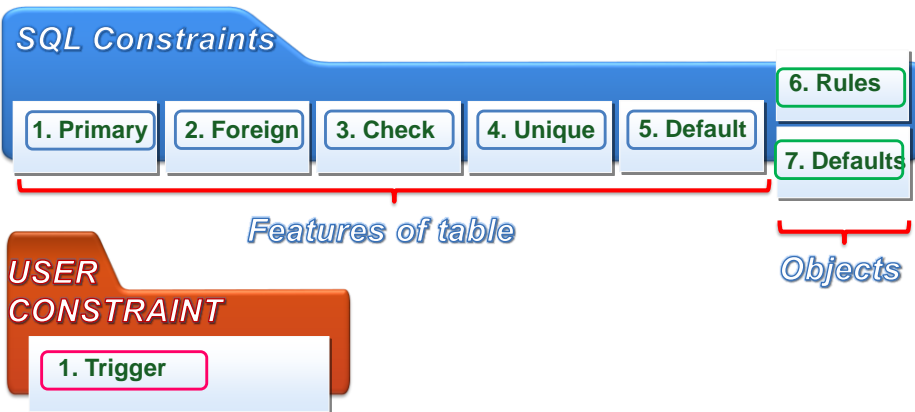 SQL Constraints
1. Primary
2. Foreign
3. Check
4. Unique
5. Default
6. Rules
7. Defaults
Features of table
Objects
USER
CONSTRAINT
1. Trigger